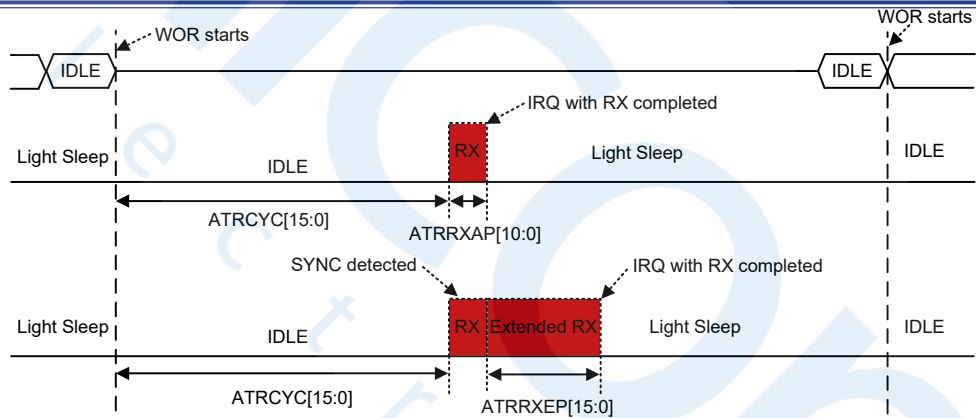 WOR starts
WOR starts
IDLE
IDLE
IRQ with RX completed
Light Sleep
IDLE
RX
Light Sleep
IDLE
ATRCYC[15:0]
ATRRXAP[10:0]
SYNC detected
IRQ with RX completed
Light Sleep
IDLE
RX
Extended RX
Light Sleep
IDLE
ATRCYC[15:0]
ATRRXEP[15:0]